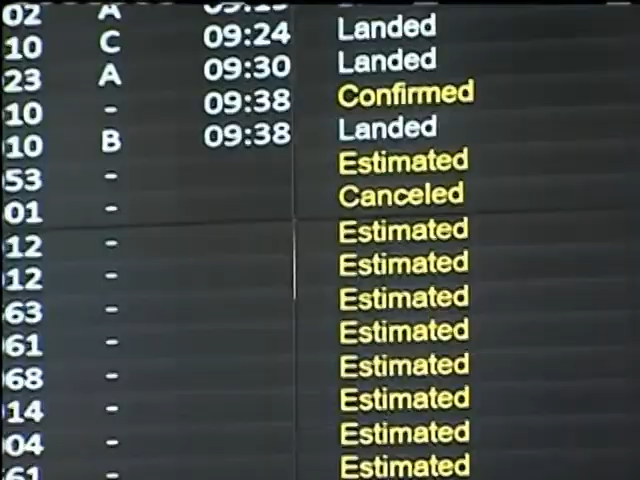 02 A
10 C 09:24 Landed
23 A 09:30 Landed
10 - 09:38 Confirmed
10 B 09:38 Landed
53 - Estimated
01 - Canceled
12 - Estimated
12 - Estimated
63 - Estimated
61 - Estimated
68 - Estimated
14 - Estimated
04 - Estimated
61 - Estimated